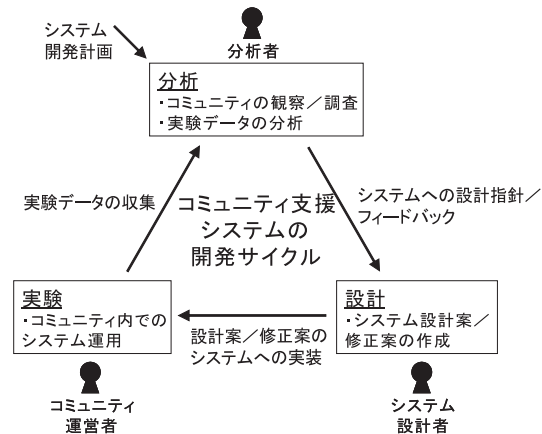 システム
開発計画
分析者
分析
・コミュニティの観察／調査
・実験データの分析
実験データの収集
コミュニティ支援
システムの
開発サイクル
システムへの設計指針／
フィードバック
実験
・コミュニティ内での
システム運用
設計案／修正案の
システムへの実装
設計
・システム設計案／
修正案の作成
コミュニティ
運営者
システム
設計者